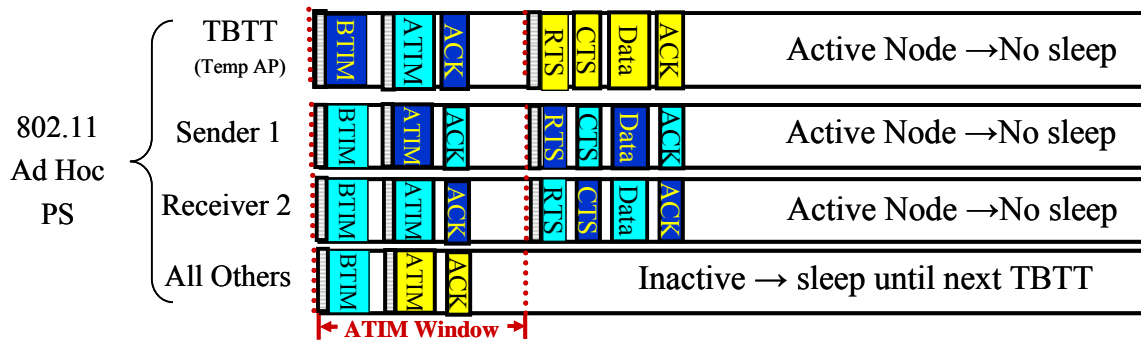 802.11
Ad Hoc
PS
TBTT
(Temp AP)
BTIM
ATIM
ACK
RTS
CTS
Data
ACK
Active Node →No sleep
Sender 1
BTIM
ATIM
ACK
RTS
CTS
Data
ACK
Active Node →No sleep
Receiver 2
BTIM
ATIM
ACK
RTS
CTS
Data
ACK
Active Node →No sleep
All Others
BTIM
ATIM
ACK
Inactive → sleep until next TBTT
ATIM Window